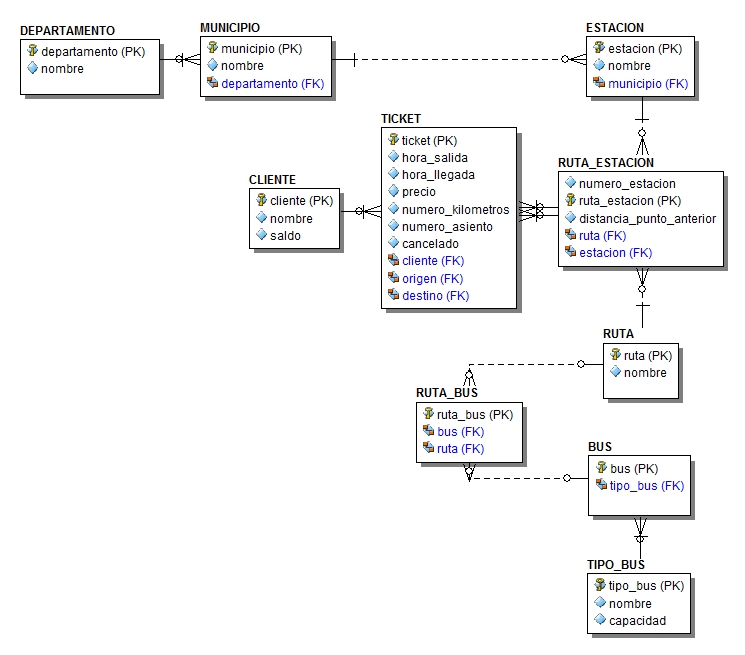 DEPARTAMENTO
departamento (PK)
nombre
MUNICIPIO
municipio (PK)
nombre
departamento (FK)
ESTACION
estacion (PK)
nombre
municipio (FK)
TICKET
ticket (PK)
hora_salida
hora_llegada
precio
numero_kilometros
numero_asiento
cancelado
cliente (FK)
origen (FK)
destino (FK)
CLIENTE
cliente (PK)
nombre
saldo
RUTA_ESTACION
numero_estacion
ruta_estacion (PK)
distancia_punto_anterior
ruta (FK)
estacion (FK)
RUTA
ruta (PK)
nombre
RUTA_BUS
ruta_bus (PK)
bus (FK)
ruta (FK)
BUS
bus (PK)
tipo_bus (FK)
TIPO_BUS
tipo_bus (PK)
nombre
capacidad